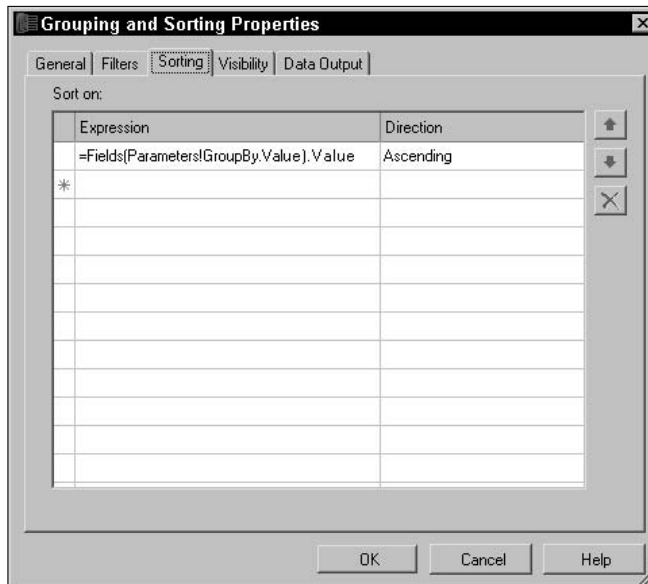 Grouping and Sorting Properties
General Filters Sorting Visibility Data Output
Sort on:
Expression Direction
=Fields(Parameters!GroupBy.Value).Value Ascending
OK Cancel Help